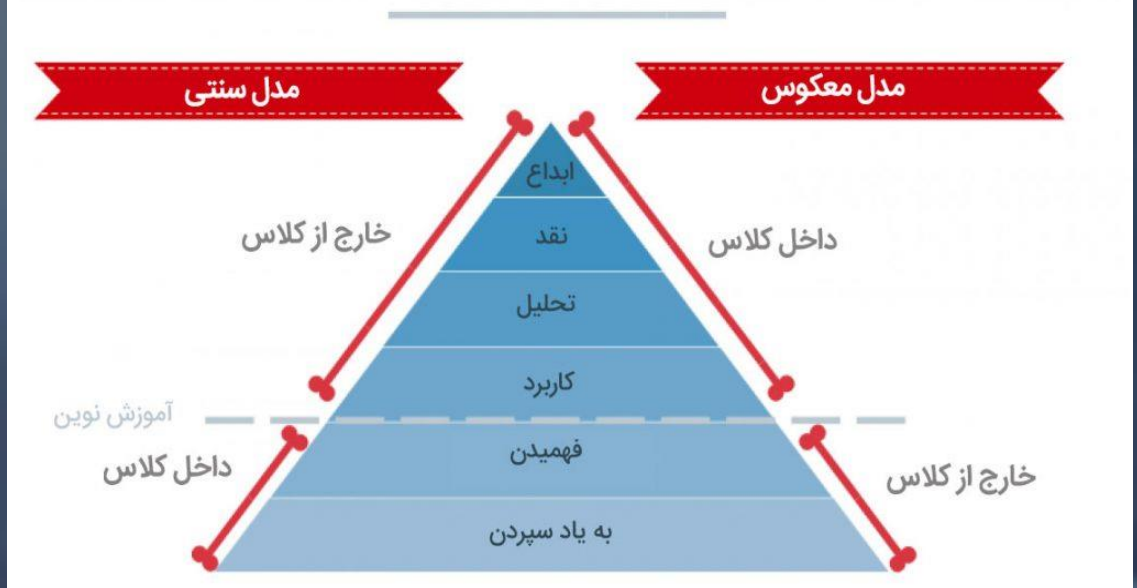 مدل معکوس
مدل سنتی
ابداع
نقد
داخل کلاس
خارج از کلاس
تحلیل
کاربرد
آموزش نوین
فهمیدن
خارج از کلاس
داخل کلاس
به یاد سپردن